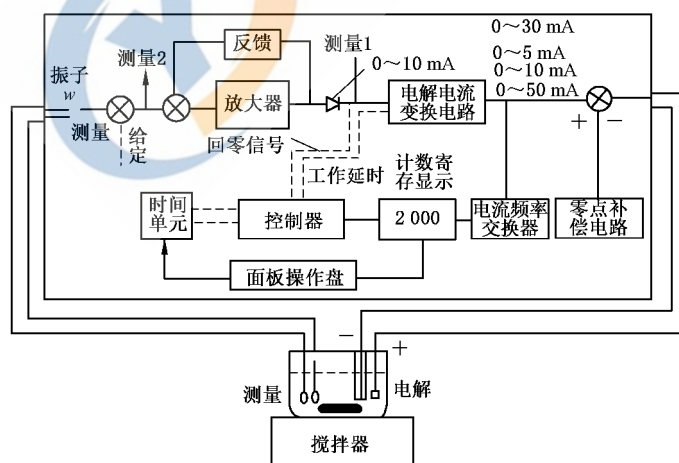 0～30 mA
反馈
测量1
测量2
0～5 mA
0～10 mA
0～10 mA
振子
w
放大器
电解电流
变换电路
0～50 mA
测量
给
定
＋
－
回零信号
工作延时
计数寄
存显示
时间
单元
控制器
2 000
电流频率
交换器
零点补
偿电路
面板操作盘
－
＋
测量
电解
搅拌器